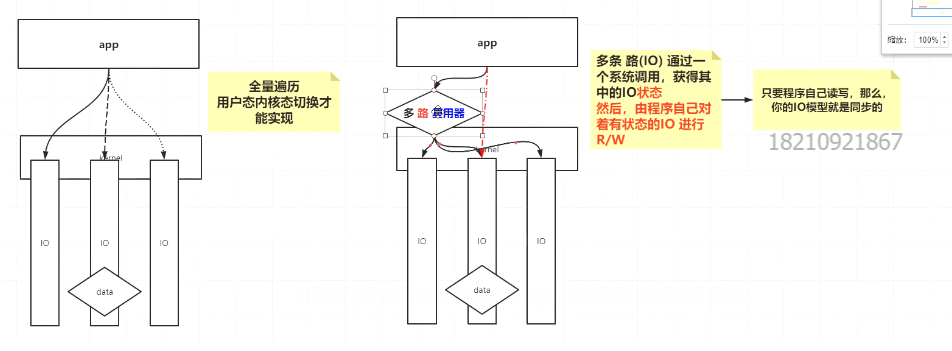 缩放: 100%
app
全量遍历
用户态内核态切换才
能实现
kernel
IO
IO
IO
data
app
多 路 复用器
kernel
IO
IO
IO
data
多条 路(IO) 通过一
个系统调用，获得其
中的IO状态
然后，由程序自己对
着有状态的IO 进行
R/W
只要程序自己读写，那么，
你的IO模型就是同步的
18210921867